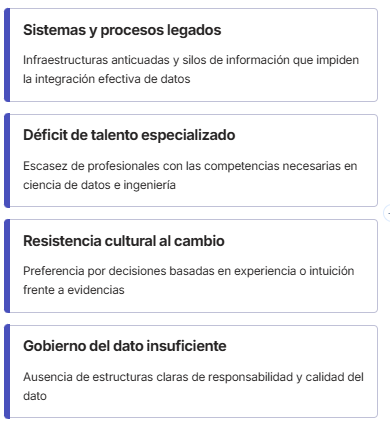 Sistemas y procesos legados
Infraestructuras anticuadas y silos de información que impiden
la integración efectiva de datos
Déficit de talento especializado
Escasez de profesionales con las competencias necesarias en
ciencia de datos e ingeniería
Resistencia cultural al cambio
Preferencia por decisiones basadas en experiencia o intuición
frente a evidencias
Gobierno del dato insuficiente
Ausencia de estructuras claras de responsabilidad y calidad del
dato